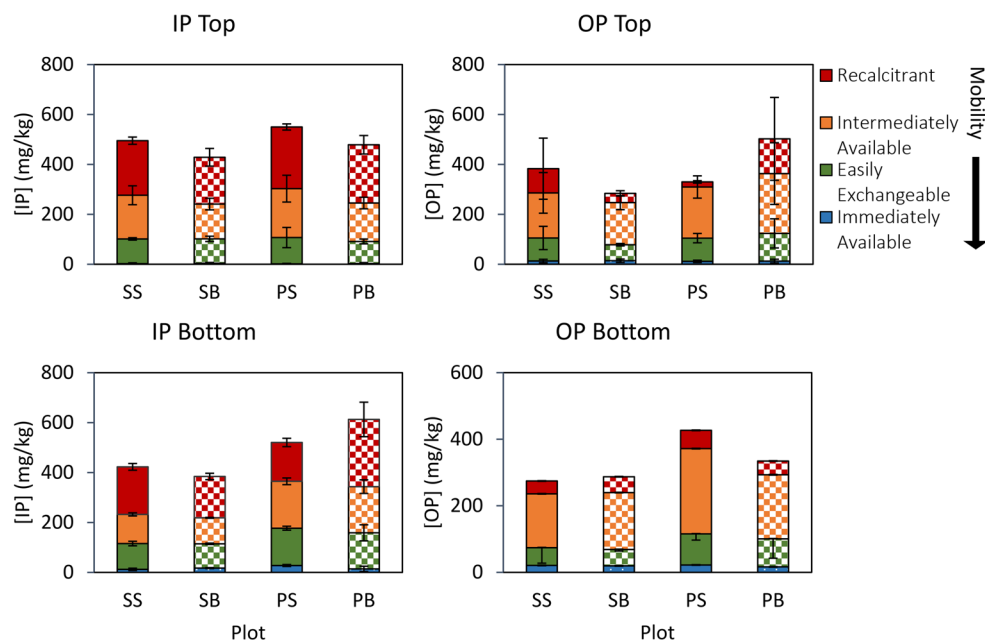 IP Top
[IP] (mg/kg)
800
600
400
200
0
SS SB PS PB
OP Top
[OP] (mg/kg)
800
600
400
200
0
SS SB PS PB
Recalcitrant
Intermediately
Available
Easily
Exchangeable
Immediately
Available
Mobility
IP Bottom
[IP] (mg/kg)
800
600
400
200
0
SS SB PS PB
Plot
OP Bottom
[OP] (mg/kg)
600
400
200
0
SS SB PS PB
Plot